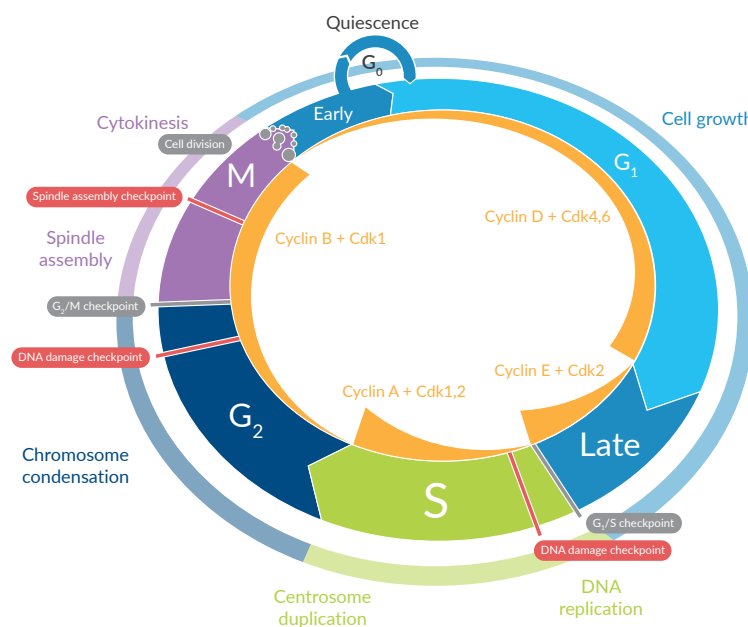 Quiescence
G₀
Early
Cytokinesis
Cell division
Cell growth
M
G₁
Spindle assembly checkpoint
Cyclin D + Cdk4,6
Cyclin B + Cdk1
Spindle
assembly
G₂/M checkpoint
DNA damage checkpoint
Cyclin E + Cdk2
Cyclin A + Cdk1,2
G₂
Late
Chromosome
condensation
S
G₁/S checkpoint
DNA damage checkpoint
Centrosome
duplication
DNA
replication